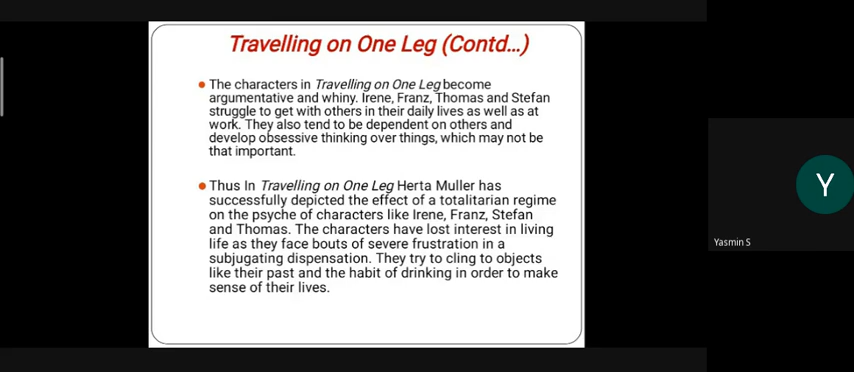 Travelling on One Leg (Contd...)
The characters in Travelling on One Leg become
argumentative and whiny. Irene, Franz, Thomas and Stefan
struggle to get with others in their daily lives as well as at
work. They also tend to be dependent on others and
develop obsessive thinking over things, which may not be
that important.
Thus In Travelling on One Leg Herta Muller has
successfully depicted the effect of a totalitarian regime
on the psyche of characters like Irene, Franz, Stefan
and Thomas. The characters have lost interest in living
life as they face bouts of severe frustration in a
subjugating dispensation. They try to cling to objects
like their past and the habit of drinking in order to make
sense of their lives.
Y
Yasmin S